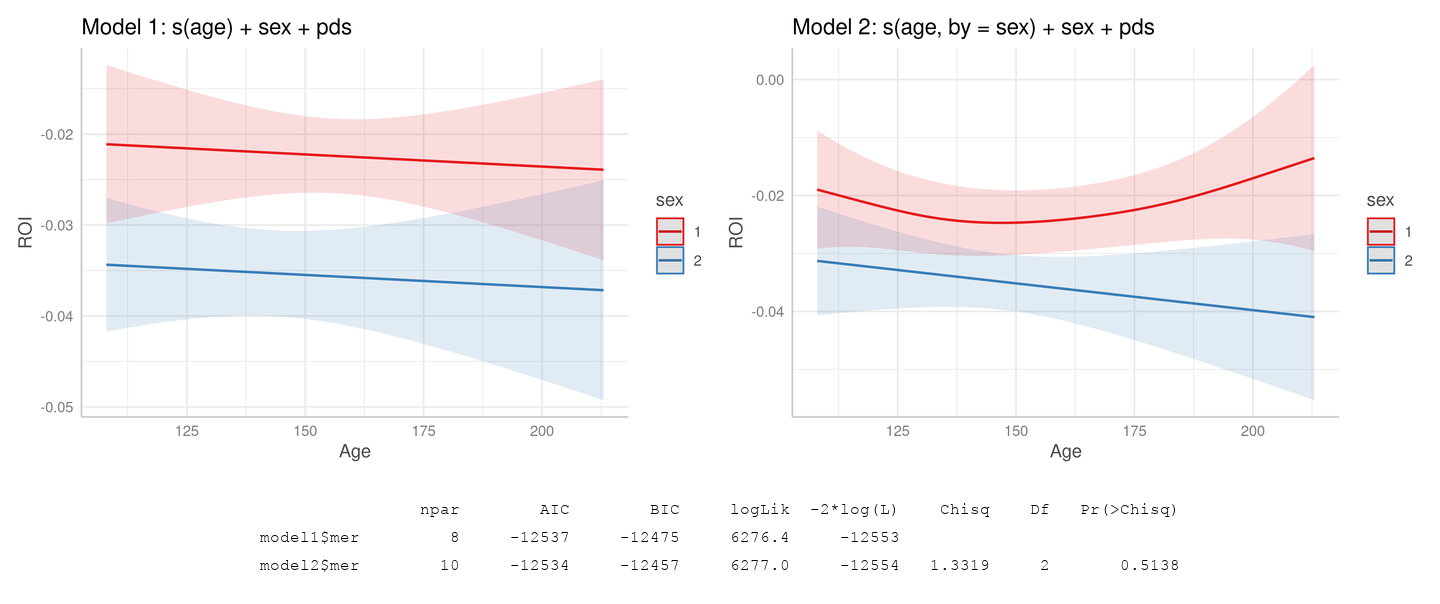 Model 1: s(age) + sex + pds
-0.02
-0.03
-0.04
-0.05
ROI
125 150 175 200
Age
sex
1
2
Model 2: s(age, by = sex) + sex + pds
0.00
-0.02
-0.04
ROI
125 150 175 200
Age
sex
1
2
npar AIC BIC logLik -2*log(L) Chisq Df Pr(>Chisq)
model1$mer 8 -12537 -12475 6276.4 -12553
model2$mer 10 -12534 -12457 6277.0 -12554 1.3319 2 0.5138